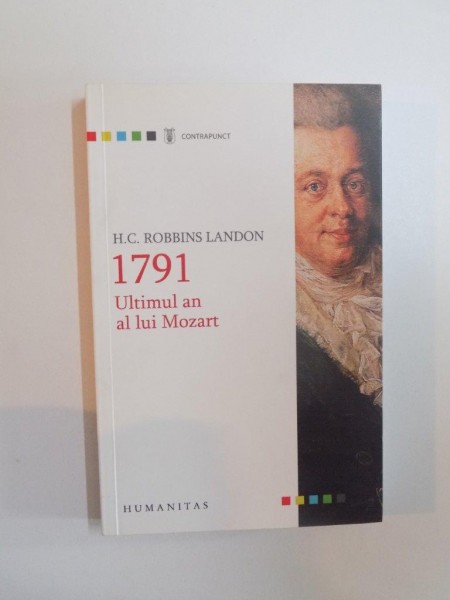 CONTRAPUNCT
H.C. ROBBINS LANDON
1791
Ultimul an
al lui Mozart
HUMANITAS